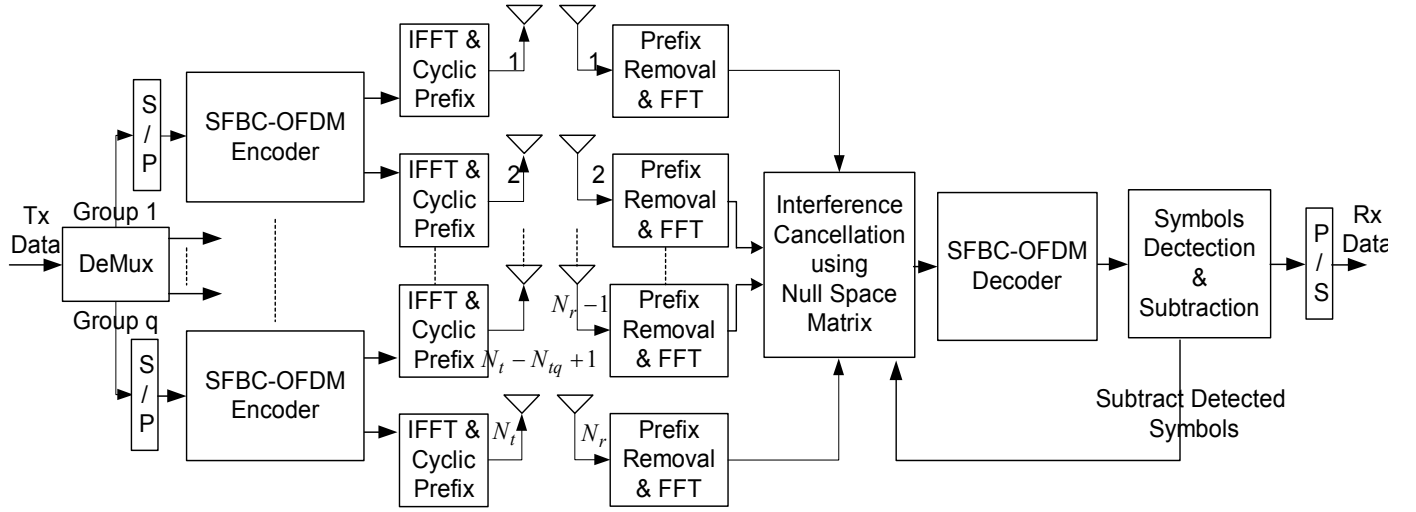 Tx
Data
Group 1
DeMux
Group q
S
/
P
SFBC-OFDM
Encoder
IFFT &
Cyclic
Prefix
1
1
Prefix
Removal
& FFT
IFFT &
Cyclic
Prefix
2
2
Prefix
Removal
& FFT
S
/
P
SFBC-OFDM
Encoder
IFFT &
Cyclic
Prefix
N_t − N_{tq} + 1
N_r − 1
Prefix
Removal
& FFT
IFFT &
Cyclic
Prefix
N_t
N_r
Prefix
Removal
& FFT
Interference
Cancellation
using
Null Space
Matrix
SFBC-OFDM
Decoder
Symbols
Dectection
&
Subtraction
Subtract Detected
Symbols
P
/
S
Rx
Data